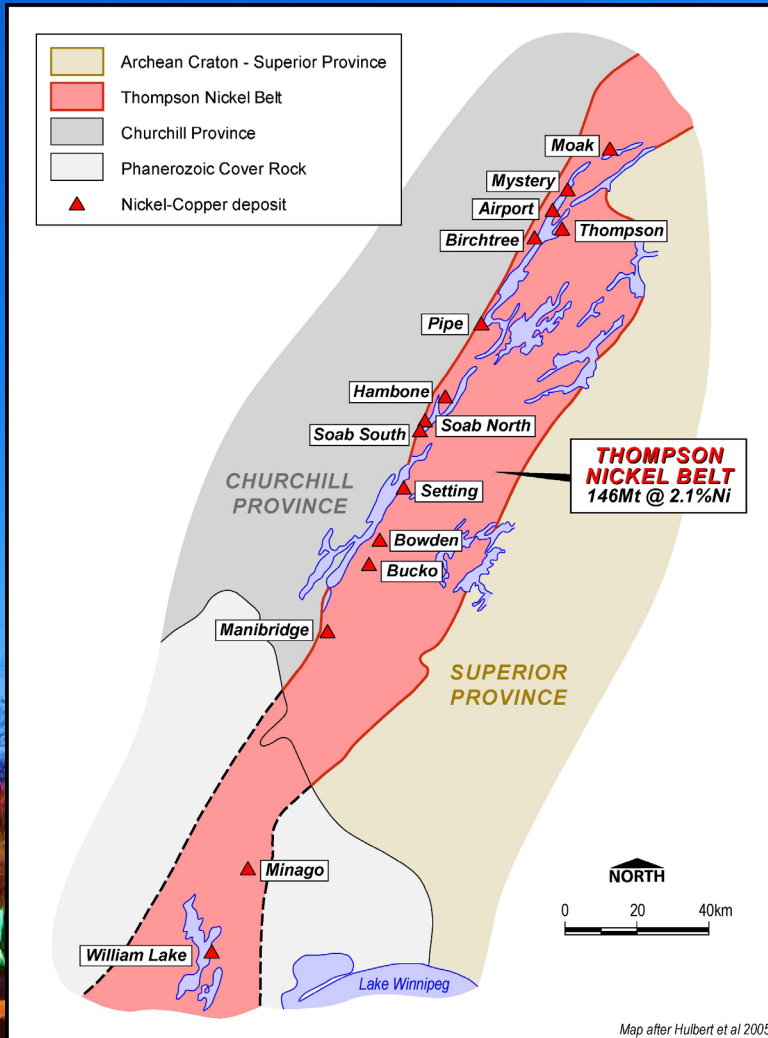 Archean Craton - Superior Province
Thompson Nickel Belt
Churchill Province
Phanerozoic Cover Rock
Nickel-Copper deposit
Moak
Mystery
Airport
Birchtree
Thompson
Pipe
Hambone
Soab North
Soab South
THOMPSON
NICKEL BELT
146Mt @ 2.1%Ni
CHURCHILL
PROVINCE
Setting
Bowden
Bucko
Manibridge
SUPERIOR
PROVINCE
Minago
NORTH
0 20 40km
William Lake
Lake Winnipeg
Map after Hulbert et al 2005